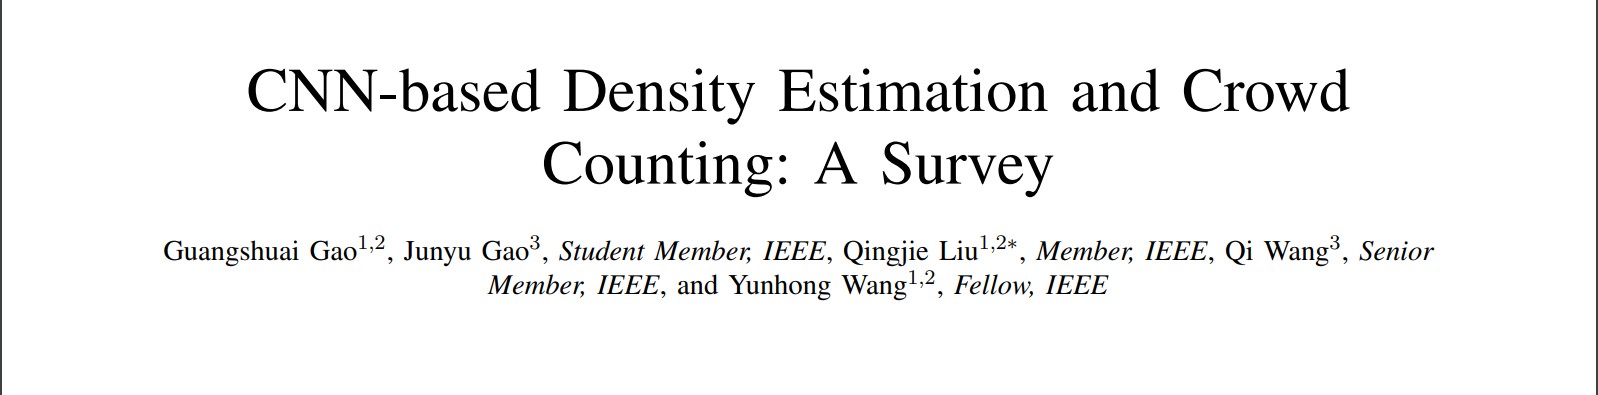 CNN-based Density Estimation and Crowd
Counting: A Survey
Guangshuai Gao1,2, Junyu Gao3, Student Member, IEEE, Qingjie Liu1,2*, Member, IEEE, Qi Wang3, Senior
Member, IEEE, and Yunhong Wang1,2, Fellow, IEEE